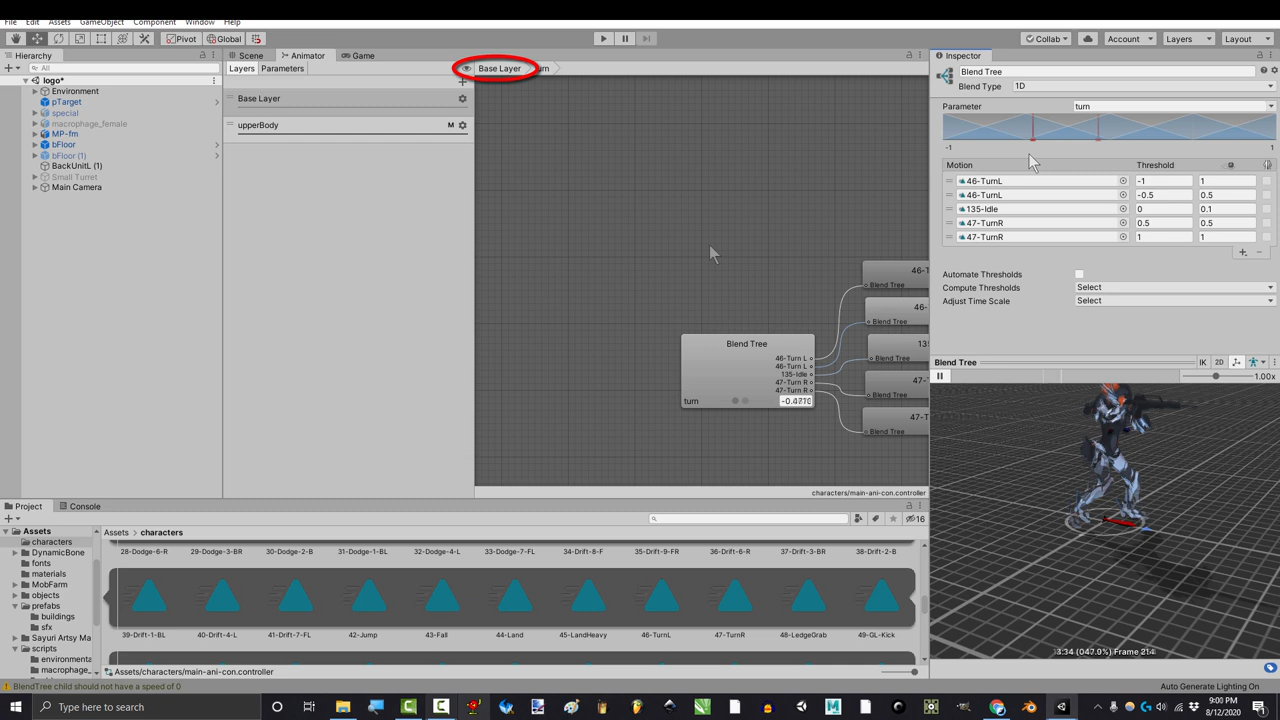 File Edit Assets GameObject Component Window Help
Pivot Global Collab Account Layers Layout
Hierarchy Scene Animator Game Inspector
All Layers Parameters Base Layer
logo*
Environment
pTarget
special
macrophage_female
MP-fm
bFloor
bFloor (1)
BackUnitL (1)
Small Turret
Main Camera
Base Layer
upperBody M
Blend Tree
46-Turn L
46-Turn L
135-Idle
47-Turn R
47-Turn R
turn
Blend Tree
Blend Tree
Blend Tree
Blend Tree
Blend Tree
characters/main-ani-con.controller
Blend Tree
Blend Type 1D
Parameter turn
-1 1
Motion Threshold
46-TurnL -1 1
46-TurnL -0.5 0.5
135-Idle 0 0.1
47-TurnR 0.5 0.5
47-TurnR 1 1
Automate Thresholds
Compute Thresholds Select
Adjust Time Scale Select
Blend Tree IK 2D
1.00x
3:34 (047.0%) Frame 214
Project Console
16
Assets
characters
DynamicBone
fonts
materials
MobFarm
objects
prefabs
buildings
sfx
Sayuri Artsy Ma
scripts
environmenta
macrophage_
Assets characters
28-Dodge-6-R 29-Dodge-3-BR 30-Dodge-2-B 31-Dodge-1-BL 32-Dodge-4-L 33-Dodge-7-FL 34-Drift-8-F 35-Drift-9-FR 36-Drift-6-R 37-Drift-3-BR 38-Drift-2-B
39-Drift-1-BL 40-Drift-4-L 41-Drift-7-FL 42-Jump 43-Fall 44-Land 45-LandHeavy 46-TurnL 47-TurnR 48-LedgeGrab 49-GL-Kick
Assets/characters/main-ani-con.controller
BlendTree child should not have a speed of 0 Auto Generate Lighting On
Type here to search
9:00 PM
8/12/2020